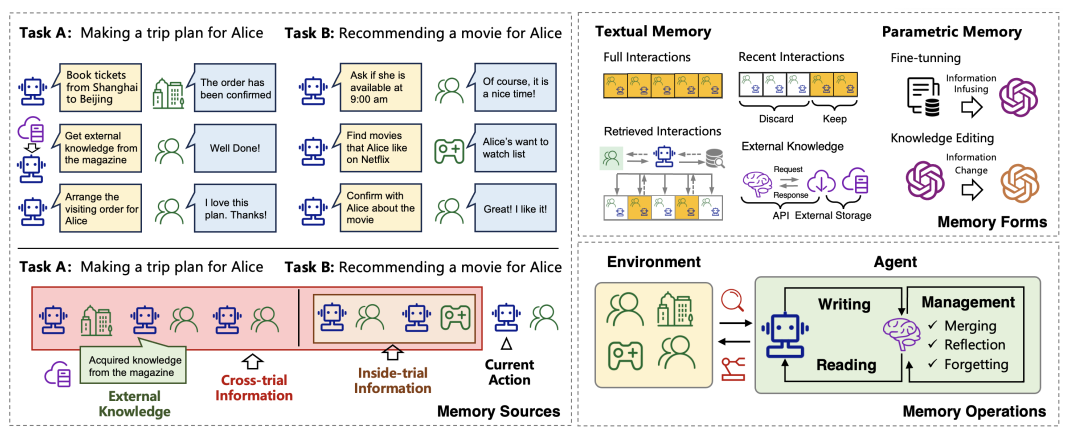 Task A: Making a trip plan for Alice
Task B: Recommending a movie for Alice
Book tickets
from Shanghai
to Beijing
The order has
been confirmed
Ask if she is
available at
9:00 am
Of course, it is
a nice time!
Get external
knowledge from
the magazine
Well Done!
Find movies
that Alice like
on Netflix
Alice's want to
watch list
Arrange the
visiting order for
Alice
I love this
plan. Thanks!
Confirm with
Alice about the
movie
Great! I like it!
Task A: Making a trip plan for Alice
Task B: Recommending a movie for Alice
Acquired knowledge
from the magazine
External
Knowledge
Cross-trial
Information
Inside-trial
Information
Current
Action
Memory Sources
Textual Memory
Full Interactions
Recent Interactions
Discard
Keep
Retrieved Interactions
External Knowledge
Request
Response
API
External Storage
Parametric Memory
Fine-tunning
Information
Infusing
Knowledge Editing
Information
Change
Memory Forms
Environment
Agent
Writing
Reading
Management
✓ Merging
✓ Reflection
✓ Forgetting
Memory Operations